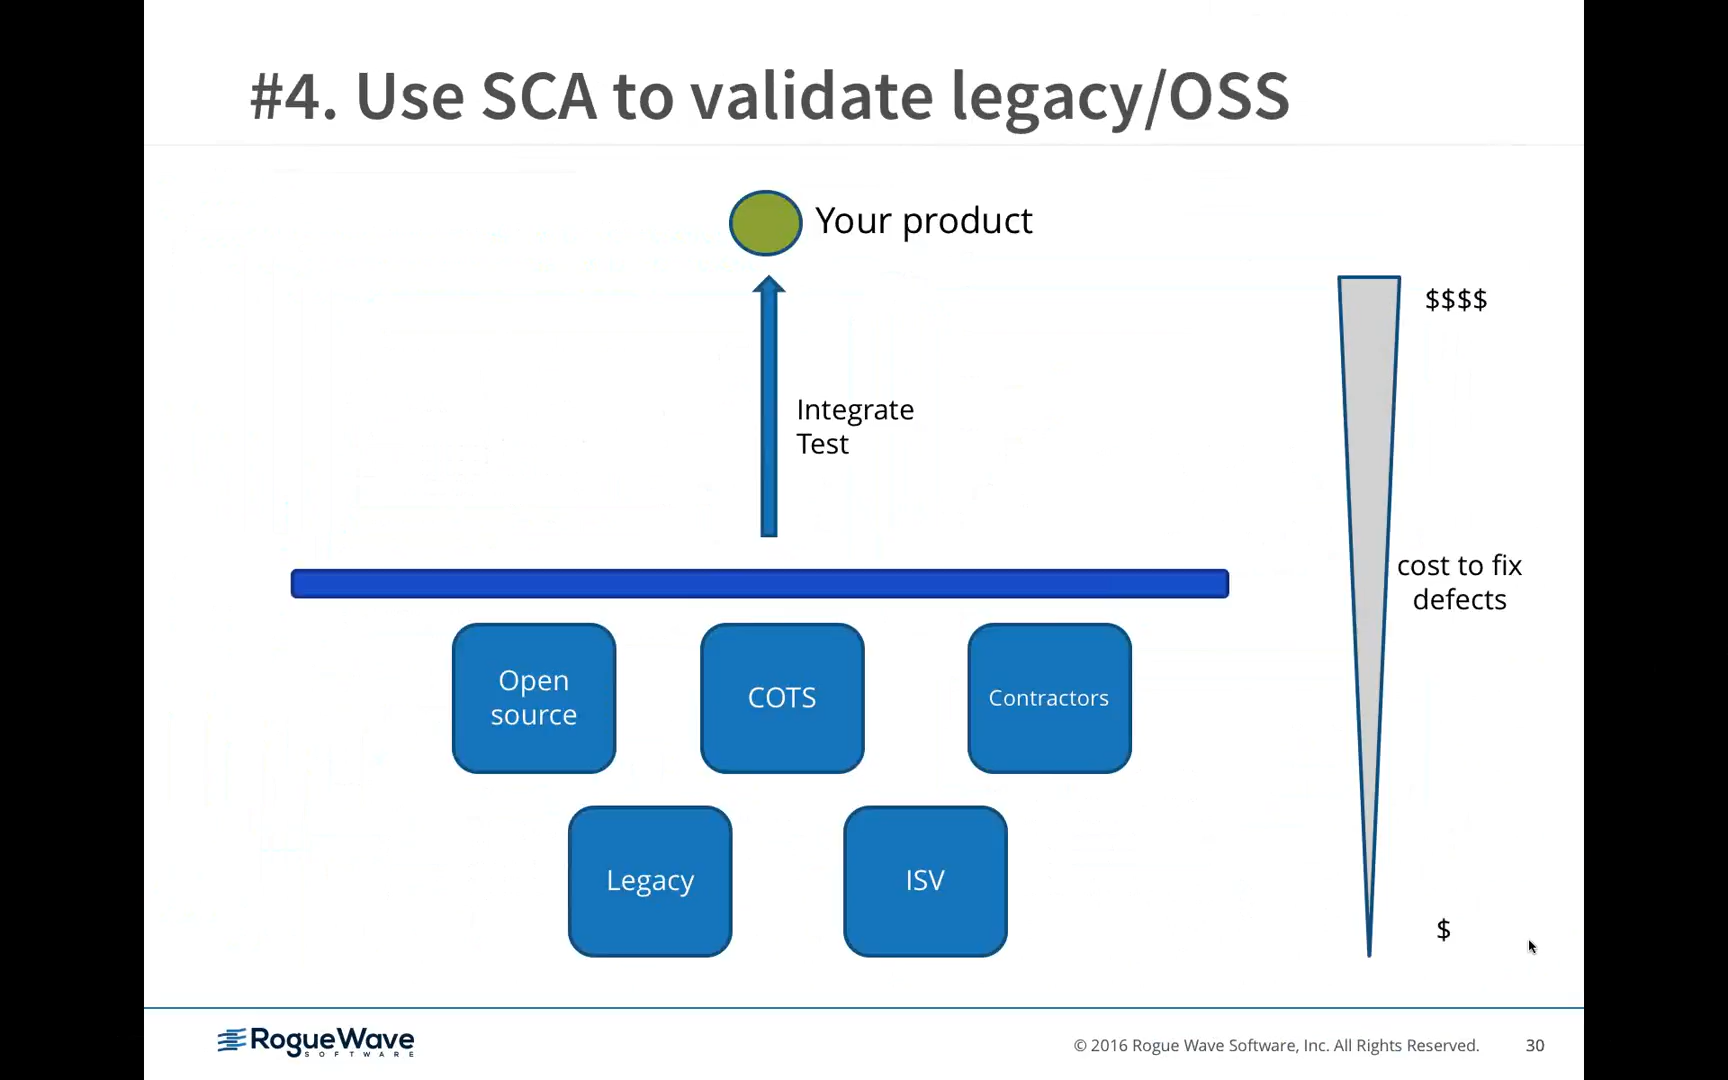 #4. Use SCA to validate legacy/OSS
Your product
$$$$
Integrate
Test
cost to fix
defects
Open
source
COTS
Contractors
Legacy
ISV
$
RogueWave
SOFTWARE
© 2016 Rogue Wave Software, Inc. All Rights Reserved.
30